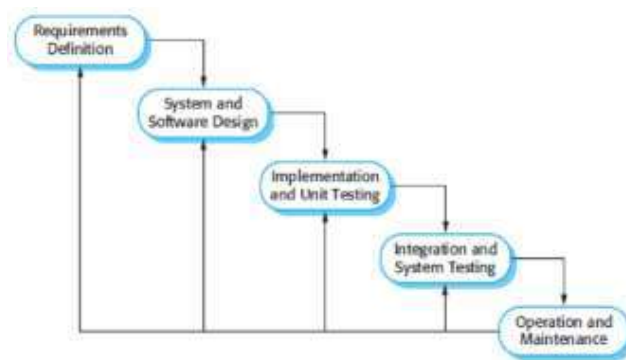 Requirements
Definition
System and
Software Design
Implementation
and Unit Testing
Integration and
System Testing
Operation and
Maintenance